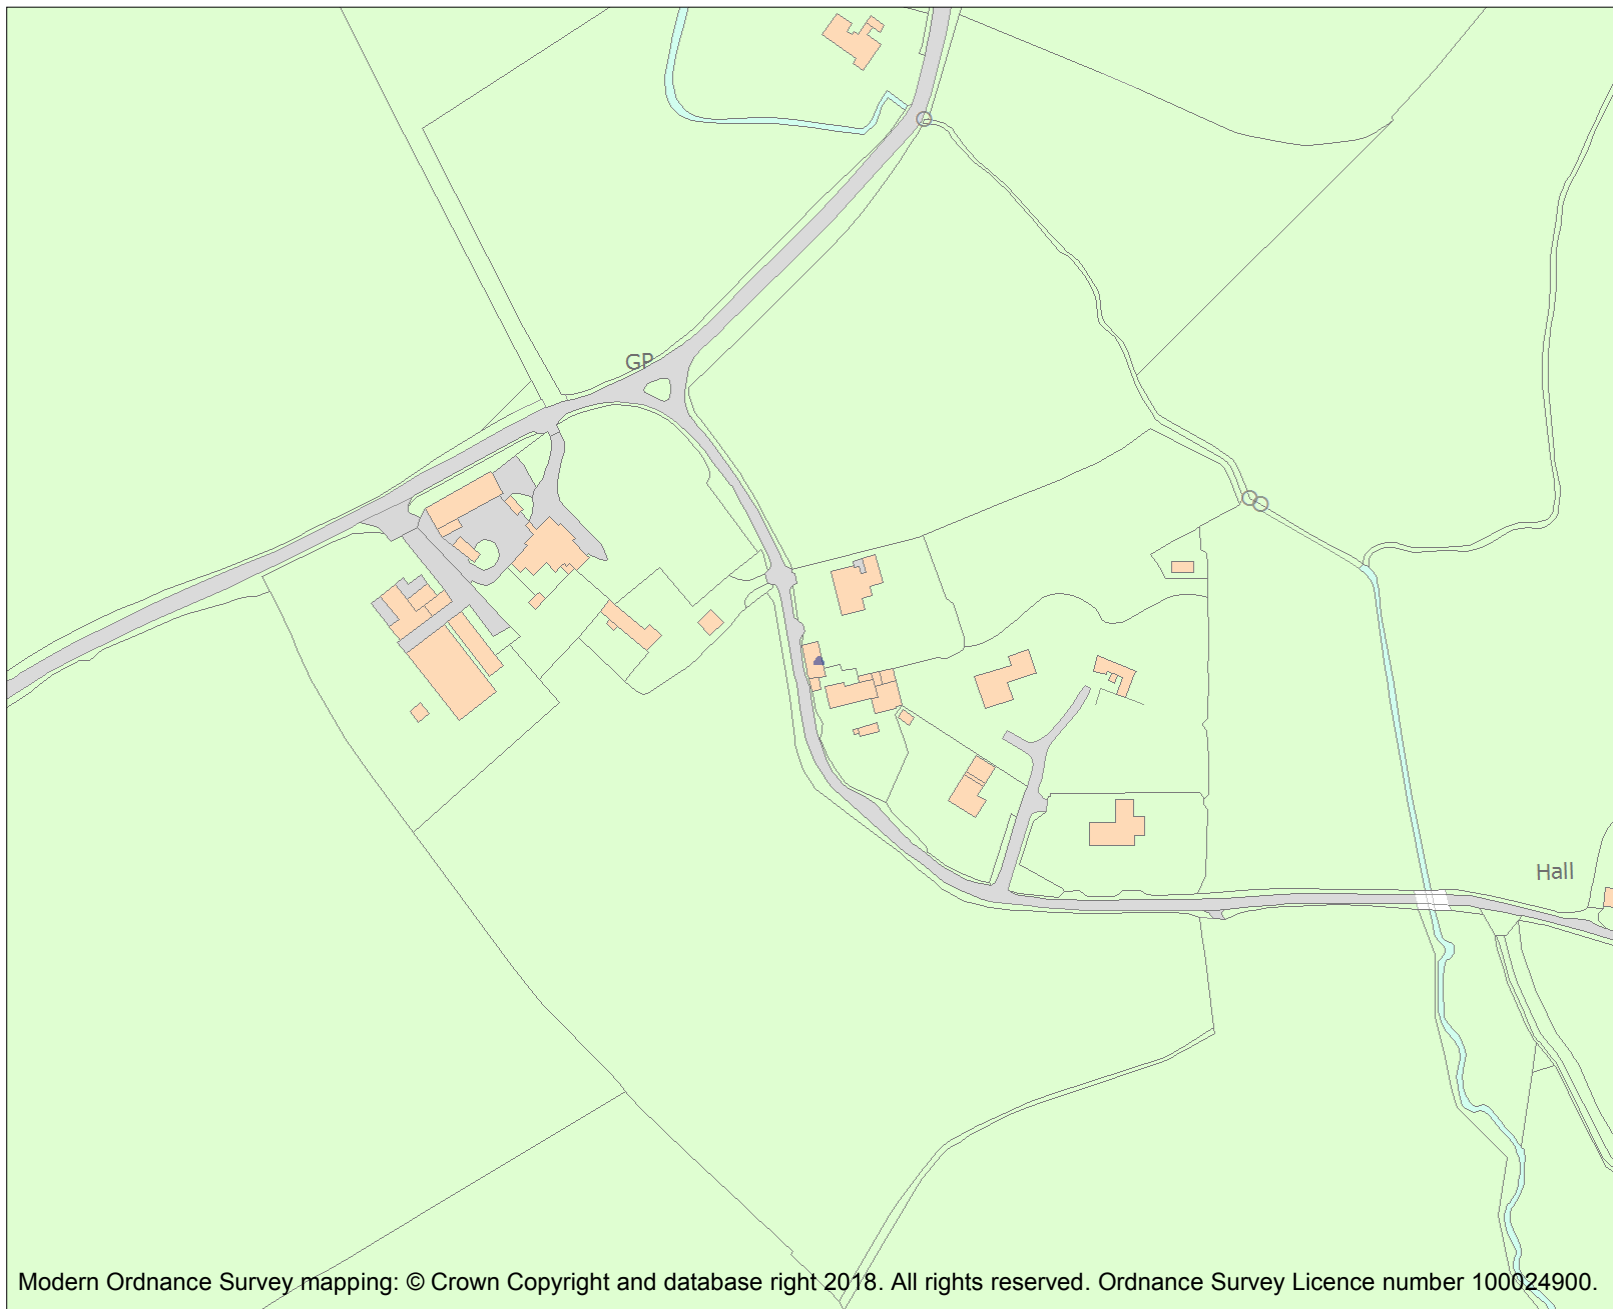 GP
Hall
Modern Ordnance Survey mapping: © Crown Copyright and database right 2018. All rights reserved. Ordnance Survey Licence number 100024900.